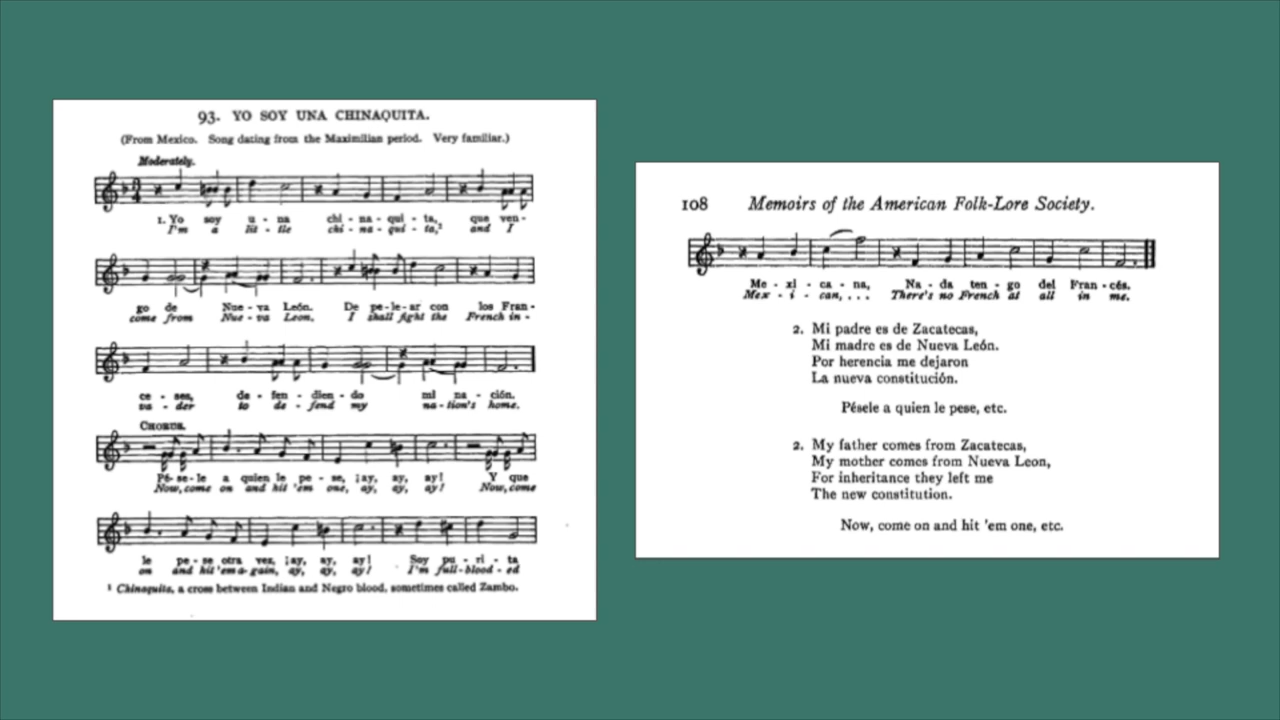 93. YO SOY UNA CHINAQUITA.
(From Mexico. Song dating from the Maximilian period. Very familiar.)
Moderately.
1. Yo soy u - na chi - na - qui - ta, que ven -
I'm a lit - tle chi - na - qui - ta,¹ and I
go de Nue - va León. De pe - le - ar con los Fran -
come from Nue - va Leon. I shall fight the French in -
ce - ses, de - fen - dien - do mi na - ción.
va - der to de - fend my na - tion's home.
CHORUS.
Pé - se - le a quien le pe - se, ¡ay, ay, ay! Y que
Now, come on and hit 'em one, ay, ay, ay! Now, come
le pe - se otra vez, ¡ay, ay, ay! Soy pu - ri - ta
on and hit 'em a - gain, ay, ay, ay! I'm full - blood - ed
¹ Chinaquita, a cross between Indian and Negro blood, sometimes called Zambo.
108 Memoirs of the American Folk-Lore Society.
Me - xi - ca - na, Na - da ten - go del Fran - cés.
Mex - i - can, . . . There's no French at all in me.
2. Mi padre es de Zacatecas,
Mi madre es de Nueva León.
Por herencia me dejaron
La nueva constitución.
Pésele a quien le pese, etc.
2. My father comes from Zacatecas,
My mother comes from Nueva Leon,
For inheritance they left me
The new constitution.
Now, come on and hit 'em one, etc.